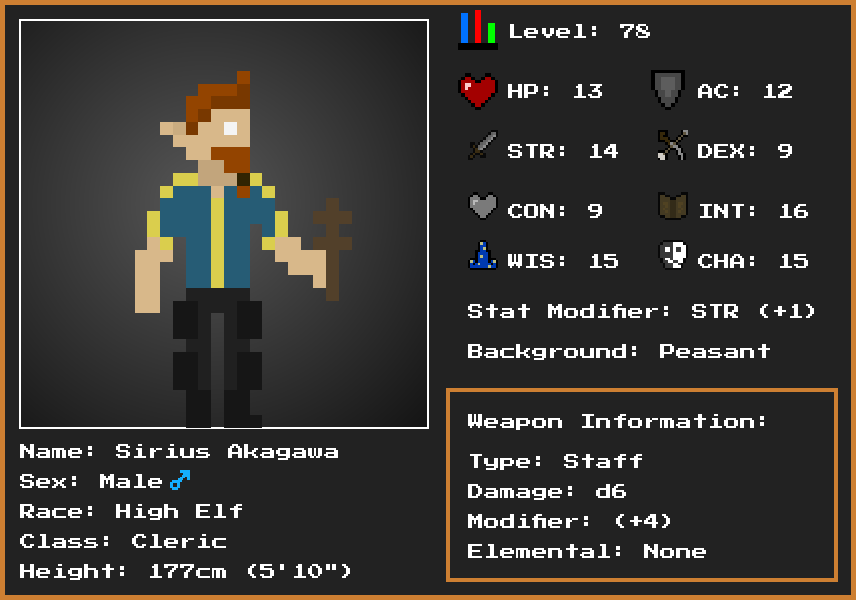 Level: 78
HP: 13
AC: 12
STR: 14
DEX: 9
CON: 9
INT: 16
WIS: 15
CHA: 15
Stat Modifier: STR (+1)
Background: Peasant
Weapon Information:
Type: Staff
Damage: d6
Modifier: (+4)
Elemental: None
Name: Sirius Akagawa
Sex: Male♂
Race: High Elf
Class: Cleric
Height: 177cm (5'10")